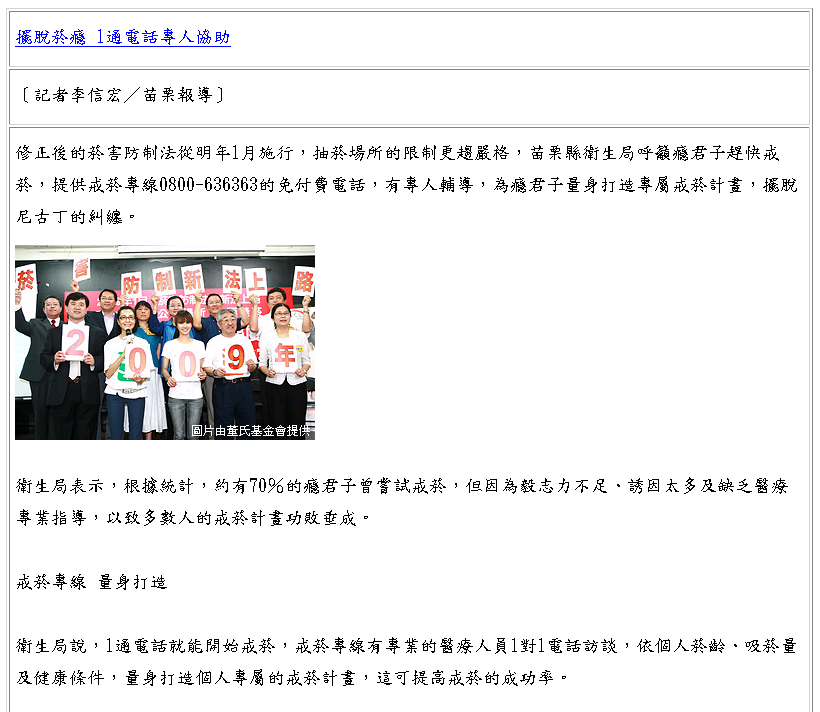 擺脫菸癮 1通電話專人協助
〔記者李信宏／苗栗報導〕
修正後的菸害防制法從明年1月施行，抽菸場所的限制更趨嚴格，苗栗縣衛生局呼籲癮君子趕快戒
菸，提供戒菸專線0800-636363的免付費電話，有專人輔導，為癮君子量身打造專屬戒菸計畫，擺脫
尼古丁的糾纏。
菸害防制新法上路
2009年
圖片由董氏基金會提供
衛生局表示，根據統計，約有70%的癮君子曾嘗試戒菸，但因為毅志力不足、誘因太多及缺乏醫療
專業指導，以致多數人的戒菸計畫功敗垂成。
戒菸專線 量身打造
衛生局說，1通電話就能開始戒菸，戒菸專線有專業的醫療人員1對1電話訪談，依個人菸齡、吸菸量
及健康條件，量身打造個人專屬的戒菸計畫，這可提高戒菸的成功率。